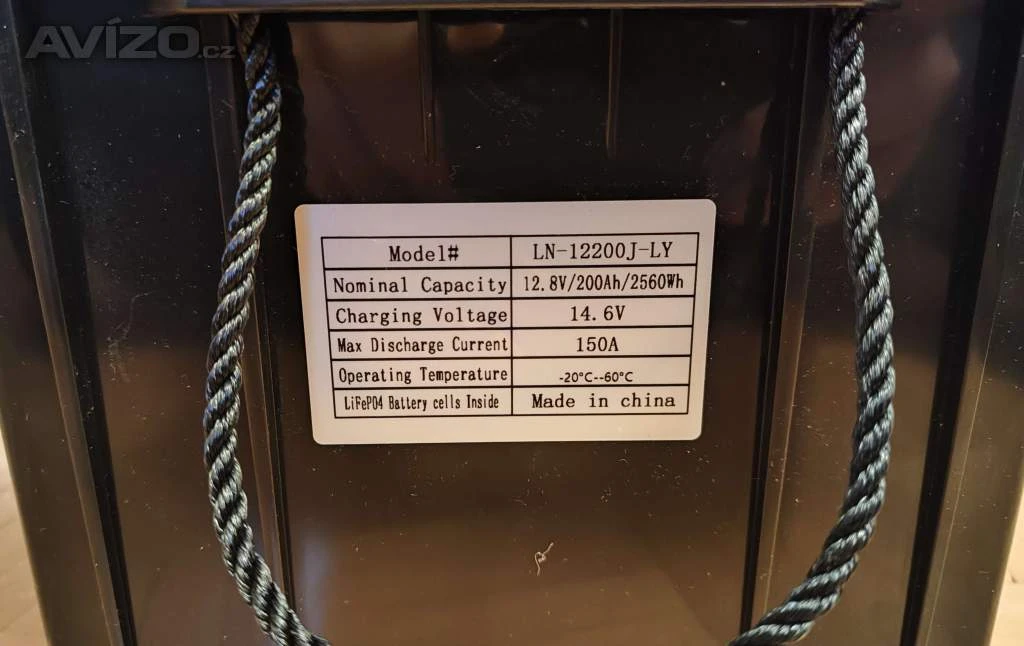 AVÍZO.cz
Model# LN-12200J-LY
Nominal Capacity 12.8V/200Ah/2560Wh
Charging Voltage 14.6V
Max Discharge Current 150A
Operating Temperature -20°C--60°C
LiFePO4 Battery cells Inside Made in china